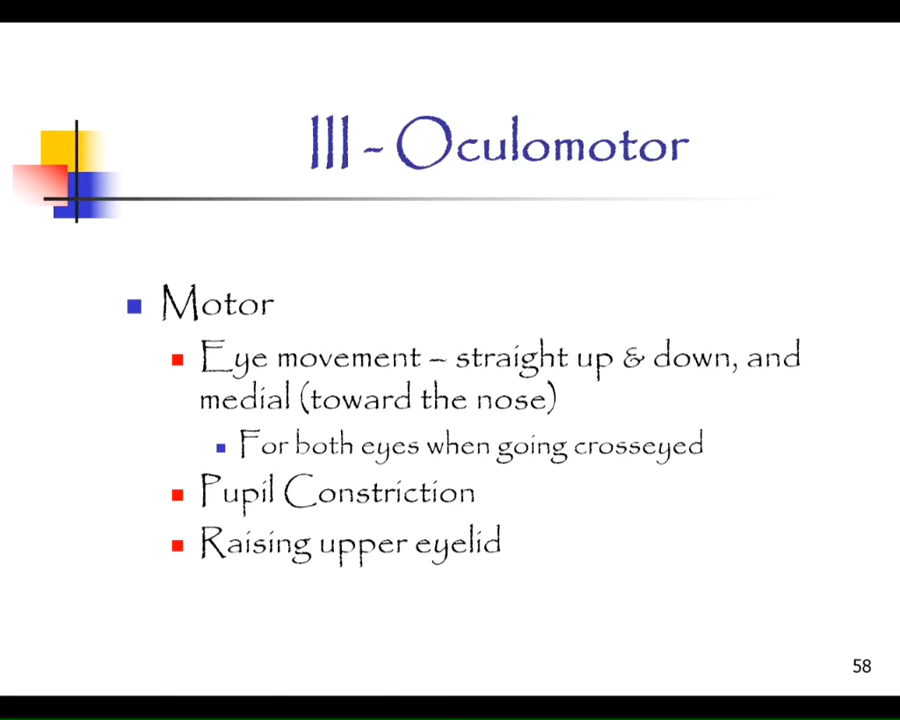 III - Oculomotor
Motor
Eye movement – straight up & down, and
medial (toward the nose)
For both eyes when going crosseyed
Pupil Constriction
Raising upper eyelid
58